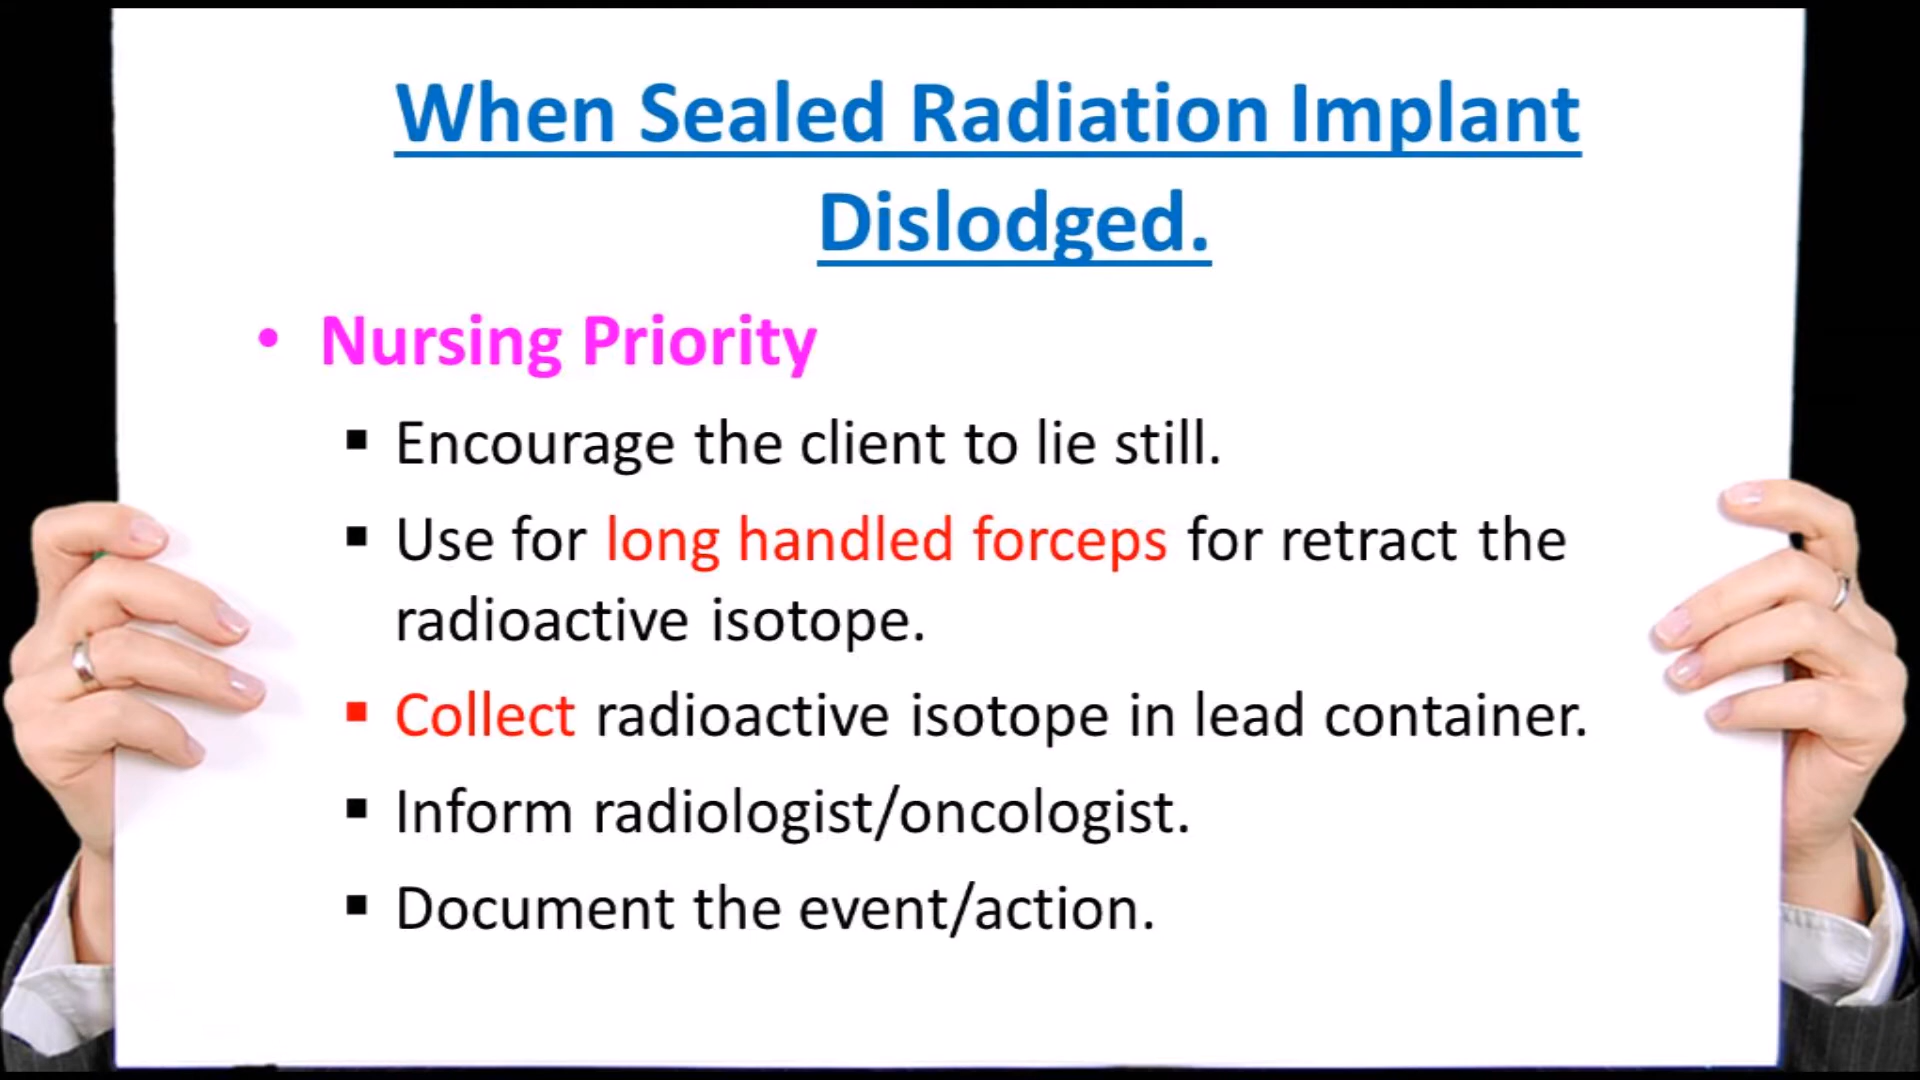 When Sealed Radiation Implant
Dislodged.
• Nursing Priority
▪ Encourage the client to lie still.
▪ Use for long handled forceps for retract the
radioactive isotope.
▪ Collect radioactive isotope in lead container.
▪ Inform radiologist/oncologist.
▪ Document the event/action.